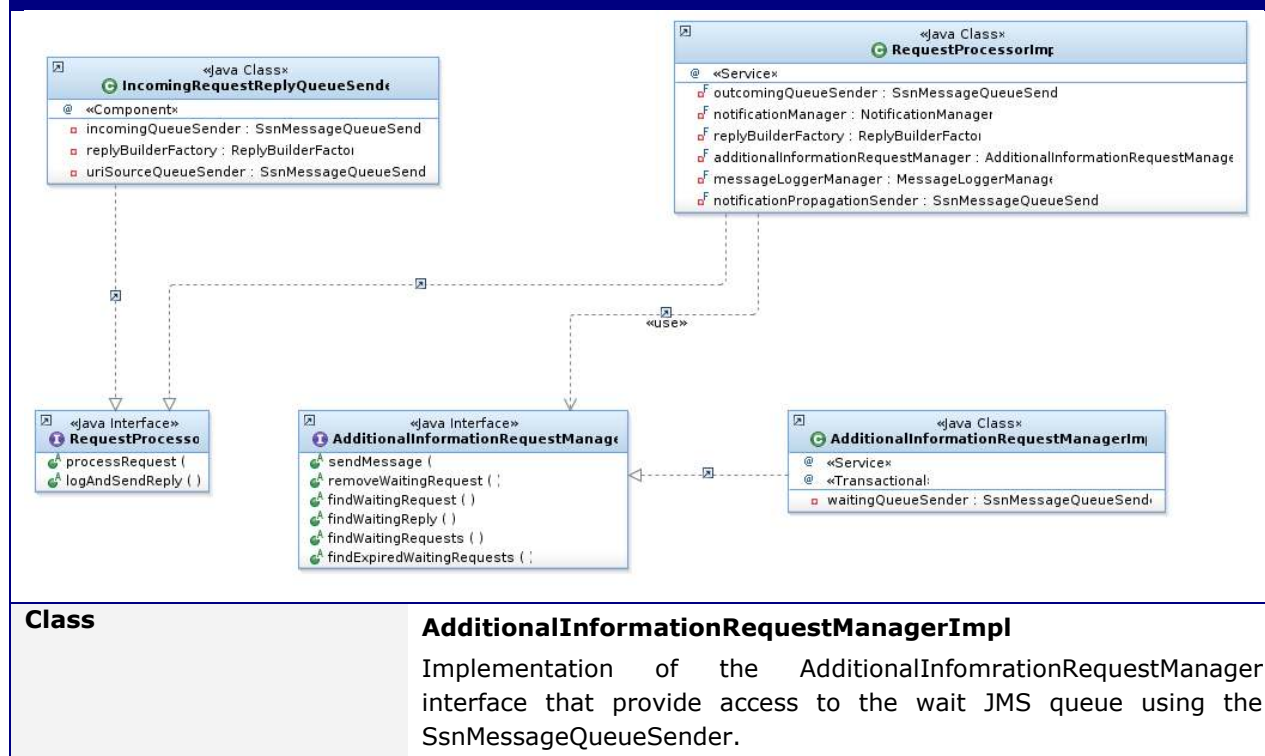 «Java Class»
IncomingRequestReplyQueueSende
@ «Component»
incomingQueueSender : SsnMessageQueueSend
replyBuilderFactory : ReplyBuilderFactor
uriSourceQueueSender : SsnMessageQueueSend
«Java Class»
RequestProcessorImp
@ «Service»
outcomingQueueSender : SsnMessageQueueSend
notificationManager : NotificationManager
replyBuilderFactory : ReplyBuilderFactor
additionalInformationRequestManager : AdditionalInformationRequestManage
messageLoggerManager : MessageLoggerManage
notificationPropagationSender : SsnMessageQueueSend
«use»
«Java Interface»
RequestProcesso
processRequest (
logAndSendReply ( )
«Java Interface»
AdditionalInformationRequestManage
sendMessage (
removeWaitingRequest ( )
findWaitingRequest ( )
findWaitingReply ( )
findWaitingRequests ( )
findExpiredWaitingRequests ( )
«Java Class»
AdditionalInformationRequestManagerIm
@ «Service»
@ «Transactional»
waitingQueueSender : SsnMessageQueueSende
Class
AdditionalInformationRequestManagerImpl
Implementation of the AdditionalInfomrationRequestManager
interface that provide access to the wait JMS queue using the
SsnMessageQueueSender.